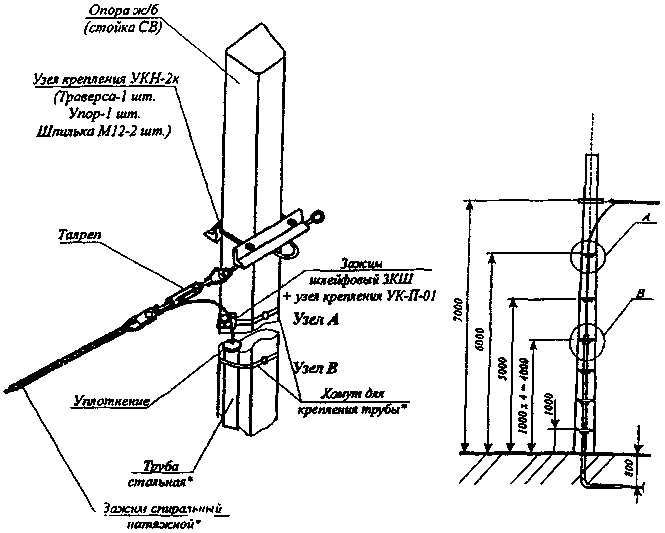 Опора ж/б
(стойка СВ)
Узел крепления УКН-2к
(Траверса-1 шт.
Упор-1 шт.
Шпилька М12-2 шт.)
Талреп
Зажим
шлейфовый ЗКШ
+ узел крепления УК-П-01
Узел А
Узел В
Уплотнение
Хомут для
крепления трубы*
Труба
стальная*
Зажим спиральный
натяжной*
А
В
7000
6000
5000
1000 х 4 = 4000
1000
800